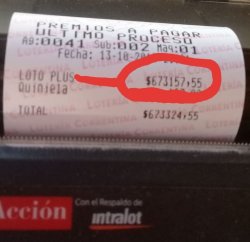 PREMIOS A PAGAR
ULTIMO PROCESO
Ag:0041 Sub:002 Maq:01
Fecha: 13-10-20
LOTO PLUS $673157,55
Quiniela
TOTAL $673324,55
Acción
Con el Respaldo de
intralot